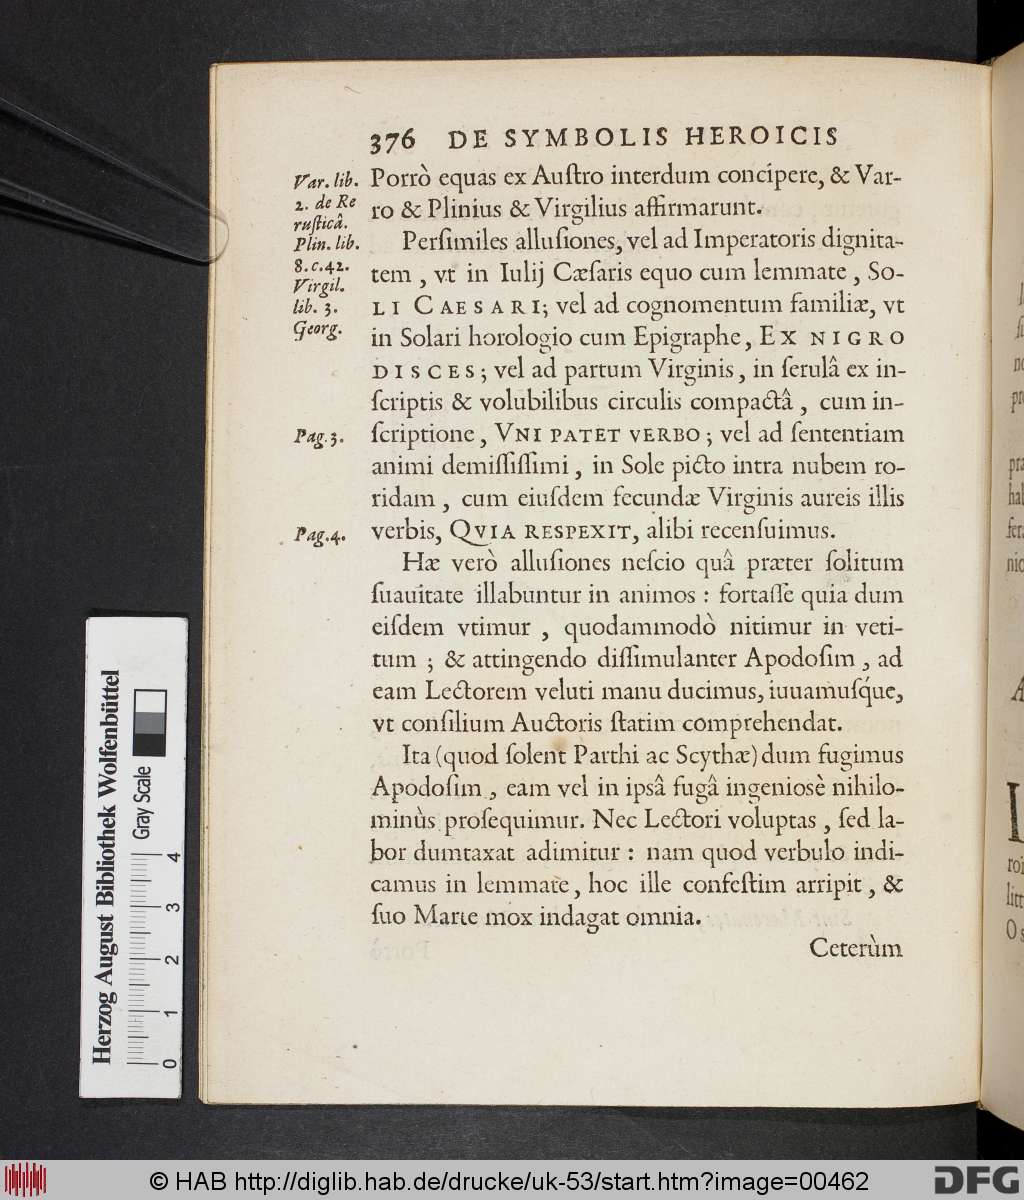 376 DE SYMBOLIS HEROICIS
Var. lib.
2. de Re
ruſticâ.
Plin. lib.
8. c. 42.
Virgil.
lib. 3.
Georg.
Porrò equas ex Auſtro interdum concipere, & Var-
ro & Plinius & Virgilius affirmarunt.
Perſimiles alluſiones, vel ad Imperatoris dignita-
tem , vt in Iulij Cæſaris equo cum lemmate , SO-
LI CAESARI; vel ad cognomentum familiæ, vt
in Solari horologio cum Epigraphe, EX NIGRO
DISCES; vel ad partum Virginis, in ſerulâ ex in-
ſcriptis & volubilibus circulis compactâ , cum in-
Pag. 3.
ſcriptione, VNI PATET VERBO; vel ad ſententiam
animi demiſſiſſimi, in Sole picto intra nubem ro-
ridam , cum eiuſdem fecundæ Virginis aureis illis
Pag. 4.
verbis, QVIA RESPEXIT, alibi recenſuimus.
Hæ verò alluſiones neſcio quâ præter ſolitum
ſuauitate illabuntur in animos : fortaſſe quia dum
eiſdem vtimur , quodammodò nitimur in veti-
tum ; & attingendo diſſimulanter Apodoſim , ad
eam Lectorem veluti manu ducimus, iuuamuſq́ue,
vt conſilium Auctoris ſtatim comprehendat.
Ita (quod ſolent Parthi ac Scythæ) dum fugimus
Apodoſim , eam vel in ipsâ fugâ ingeniosè nihilo-
minùs proſequimur. Nec Lectori voluptas , ſed la-
bor dumtaxat adimitur : nam quod verbulo indi-
camus in lemmate, hoc ille confeſtim arripit , &
ſuo Marte mox indagat omnia.
Ceterùm
Herzog August Bibliothek Wolfenbüttel
Gray Scale
0 1 2 3 4
© HAB http://diglib.hab.de/drucke/uk-53/start.htm?image=00462
DFG